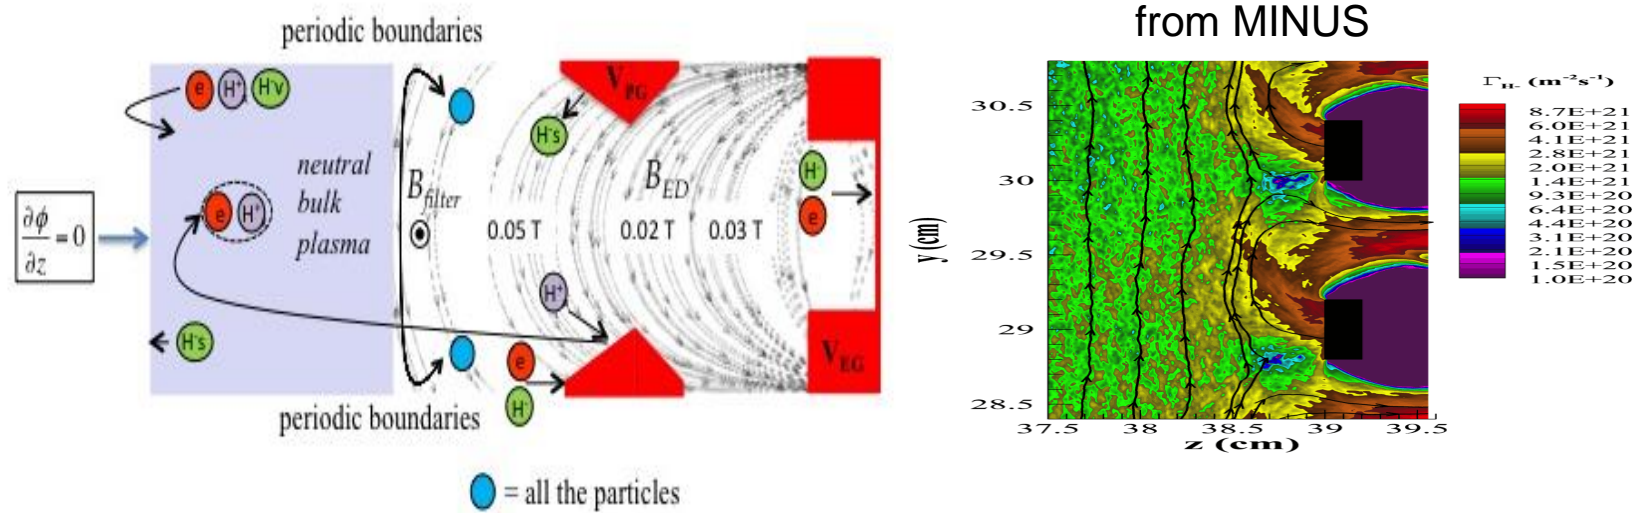 periodic boundaries
e H⁺ H⁻v
V_PG
H⁻s
neutral
bulk
plasma
e H⁺
∂φ/∂z = 0
B_filter
B_ED
H⁻
e
0.05 T 0.02 T 0.03 T
H⁺
H⁻s
e
H⁻
V_EG
periodic boundaries
= all the particles
from MINUS
Γ_H- (m⁻²s⁻¹)
8.7E+21
6.0E+21
4.1E+21
2.8E+21
2.0E+21
1.4E+21
9.3E+20
6.4E+20
4.4E+20
3.1E+20
2.1E+20
1.5E+20
1.0E+20
y (cm)
30.5
30
29.5
29
28.5
37.5 38 38.5 39 39.5
z (cm)